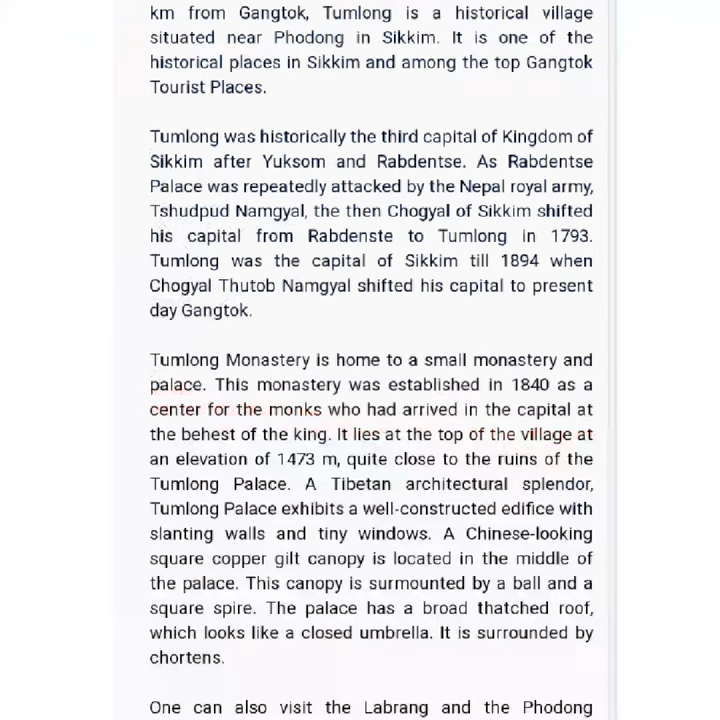 km from Gangtok, Tumlong is a historical village
situated near Phodong in Sikkim. It is one of the
historical places in Sikkim and among the top Gangtok
Tourist Places.
Tumlong was historically the third capital of Kingdom of
Sikkim after Yuksom and Rabdentse. As Rabdentse
Palace was repeatedly attacked by the Nepal royal army,
Tshudpud Namgyal, the then Chogyal of Sikkim shifted
his capital from Rabdenste to Tumlong in 1793.
Tumlong was the capital of Sikkim till 1894 when
Chogyal Thutob Namgyal shifted his capital to present
day Gangtok.
Tumlong Monastery is home to a small monastery and
palace. This monastery was established in 1840 as a
center for the monks who had arrived in the capital at
the behest of the king. It lies at the top of the village at
an elevation of 1473 m, quite close to the ruins of the
Tumlong Palace. A Tibetan architectural splendor,
Tumlong Palace exhibits a well-constructed edifice with
slanting walls and tiny windows. A Chinese-looking
square copper gilt canopy is located in the middle of
the palace. This canopy is surmounted by a ball and a
square spire. The palace has a broad thatched roof,
which looks like a closed umbrella. It is surrounded by
chortens.
One can also visit the Labrang and the Phodong